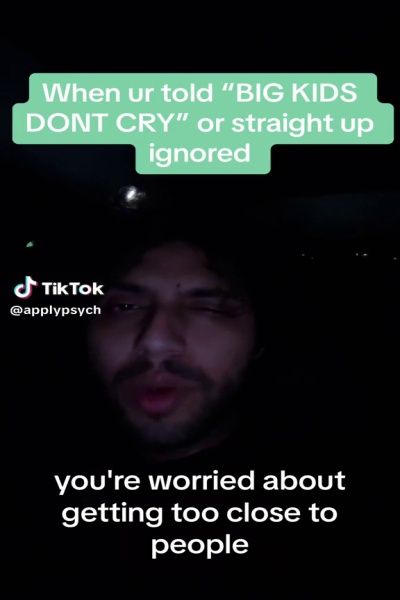 When ur told “BIG KIDS
DONT CRY” or straight up
ignored
TikTok
@applypsych
you're worried about
getting too close to
people